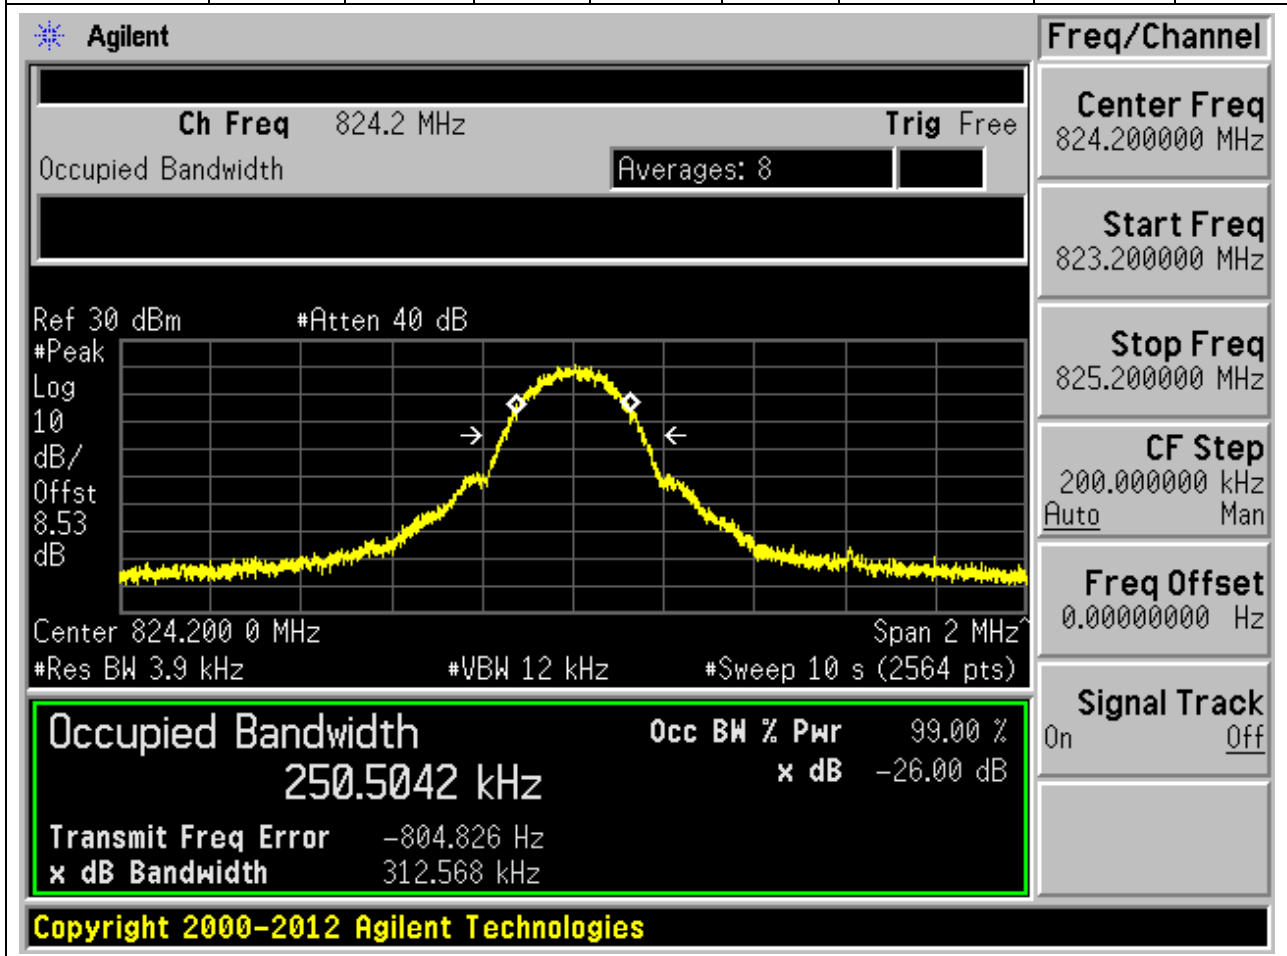 Agilent
Ch Freq 824.2 MHz Trig Free
Occupied Bandwidth Averages: 8
Ref 30 dBm #Atten 40 dB
#Peak
Log
10
dB/
Offst
8.53
dB
Center 824.200 0 MHz Span 2 MHz^
#Res BW 3.9 kHz #VBW 12 kHz #Sweep 10 s (2564 pts)
Occupied Bandwidth Occ BW % Pwr 99.00 %
250.5042 kHz x dB -26.00 dB
Transmit Freq Error -804.826 Hz
x dB Bandwidth 312.568 kHz
Copyright 2000-2012 Agilent Technologies
Freq/Channel
Center Freq
824.200000 MHz
Start Freq
823.200000 MHz
Stop Freq
825.200000 MHz
CF Step
200.000000 kHz
Auto Man
Freq Offset
0.00000000 Hz
Signal Track
On Off